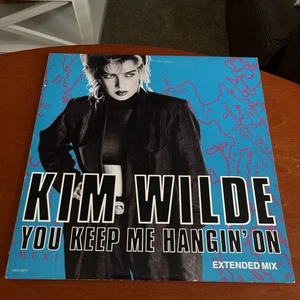 KIM WILDE
YOU KEEP ME HANGIN' ON
EXTENDED MIX